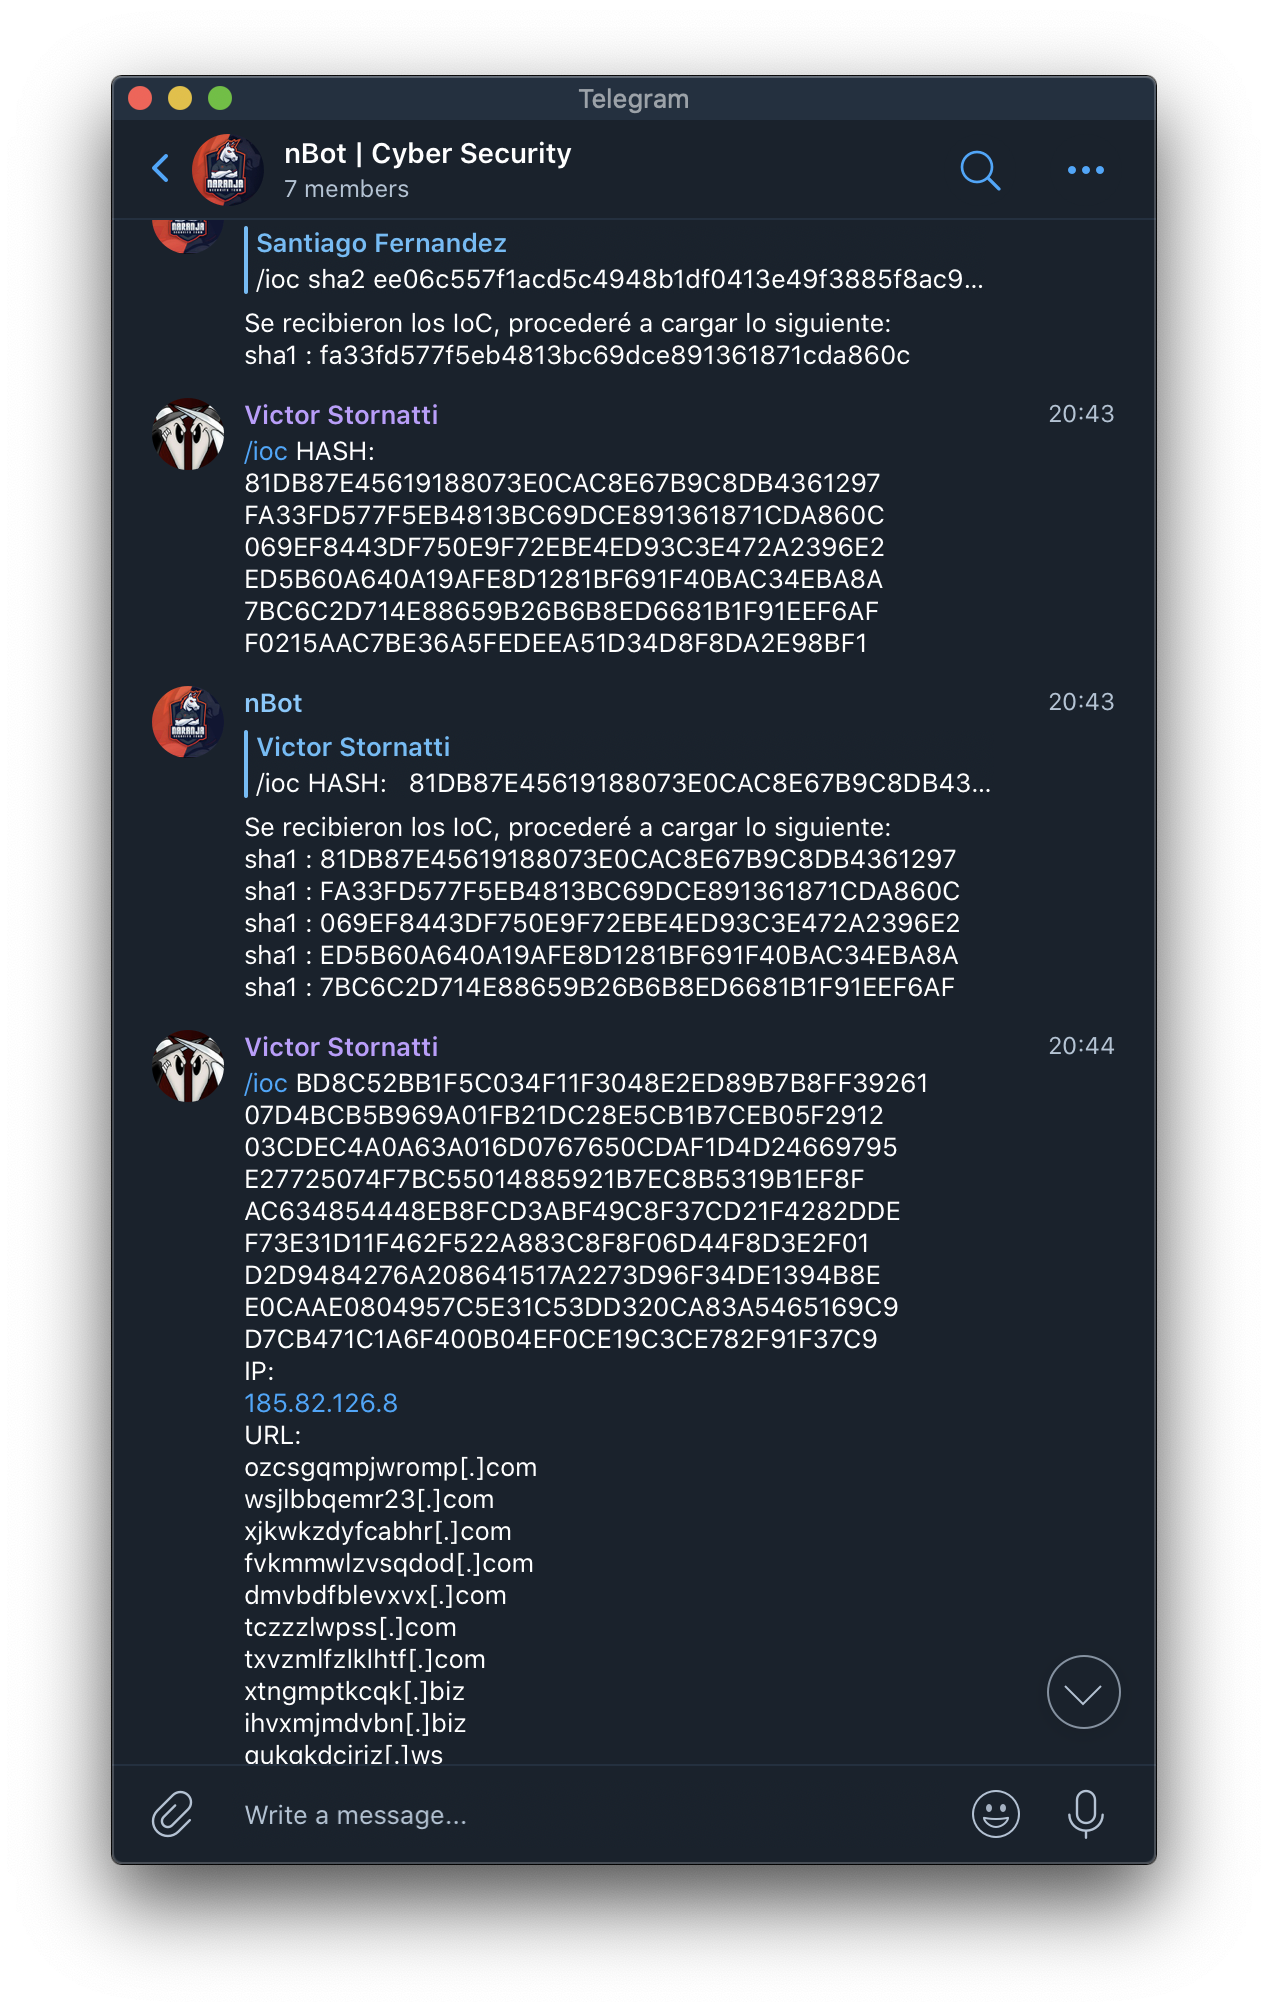 Telegram
nBot | Cyber Security
7 members
NARANJA
Santiago Fernandez
/ioc sha2 ee06c557f1acd5c4948b1df0413e49f3885f8ac9...
Se recibieron los IoC, procederé a cargar lo siguiente:
sha1 : fa33fd577f5eb4813bc69dce891361871cda860c
Victor Stornatti 20:43
/ioc HASH:
81DB87E45619188073E0CAC8E67B9C8DB4361297
FA33FD577F5EB4813BC69DCE891361871CDA860C
069EF8443DF750E9F72EBE4ED93C3E472A2396E2
ED5B60A640A19AFE8D1281BF691F40BAC34EBA8A
7BC6C2D714E88659B26B6B8ED6681B1F91EEF6AF
F0215AAC7BE36A5FEDEEA51D34D8F8DA2E98BF1
nBot 20:43
NARANJA
Victor Stornatti
/ioc HASH: 81DB87E45619188073E0CAC8E67B9C8DB43...
Se recibieron los IoC, procederé a cargar lo siguiente:
sha1 : 81DB87E45619188073E0CAC8E67B9C8DB4361297
sha1 : FA33FD577F5EB4813BC69DCE891361871CDA860C
sha1 : 069EF8443DF750E9F72EBE4ED93C3E472A2396E2
sha1 : ED5B60A640A19AFE8D1281BF691F40BAC34EBA8A
sha1 : 7BC6C2D714E88659B26B6B8ED6681B1F91EEF6AF
Victor Stornatti 20:44
/ioc BD8C52BB1F5C034F11F3048E2ED89B7B8FF39261
07D4BCB5B969A01FB21DC28E5CB1B7CEB05F2912
03CDEC4A0A63A016D0767650CDAF1D4D24669795
E27725074F7BC55014885921B7EC8B5319B1EF8F
AC634854448EB8FCD3ABF49C8F37CD21F4282DDE
F73E31D11F462F522A883C8F8F06D44F8D3E2F01
D2D9484276A208641517A2273D96F34DE1394B8E
E0CAAE0804957C5E31C53DD320CA83A5465169C9
D7CB471C1A6F400B04EF0CE19C3CE782F91F37C9
IP:
185.82.126.8
URL:
ozcsgqmpjwromp[.]com
wsjlbbqemr23[.]com
xjkwkzdyfcabhr[.]com
fvkmmwlzvsqdod[.]com
dmvbdfblevxvx[.]com
tczzzlwpss[.]com
txvzmlfzlklhtf[.]com
xtngmptkcqk[.]biz
ihvxmjmdvbn[.]biz
Write a message...